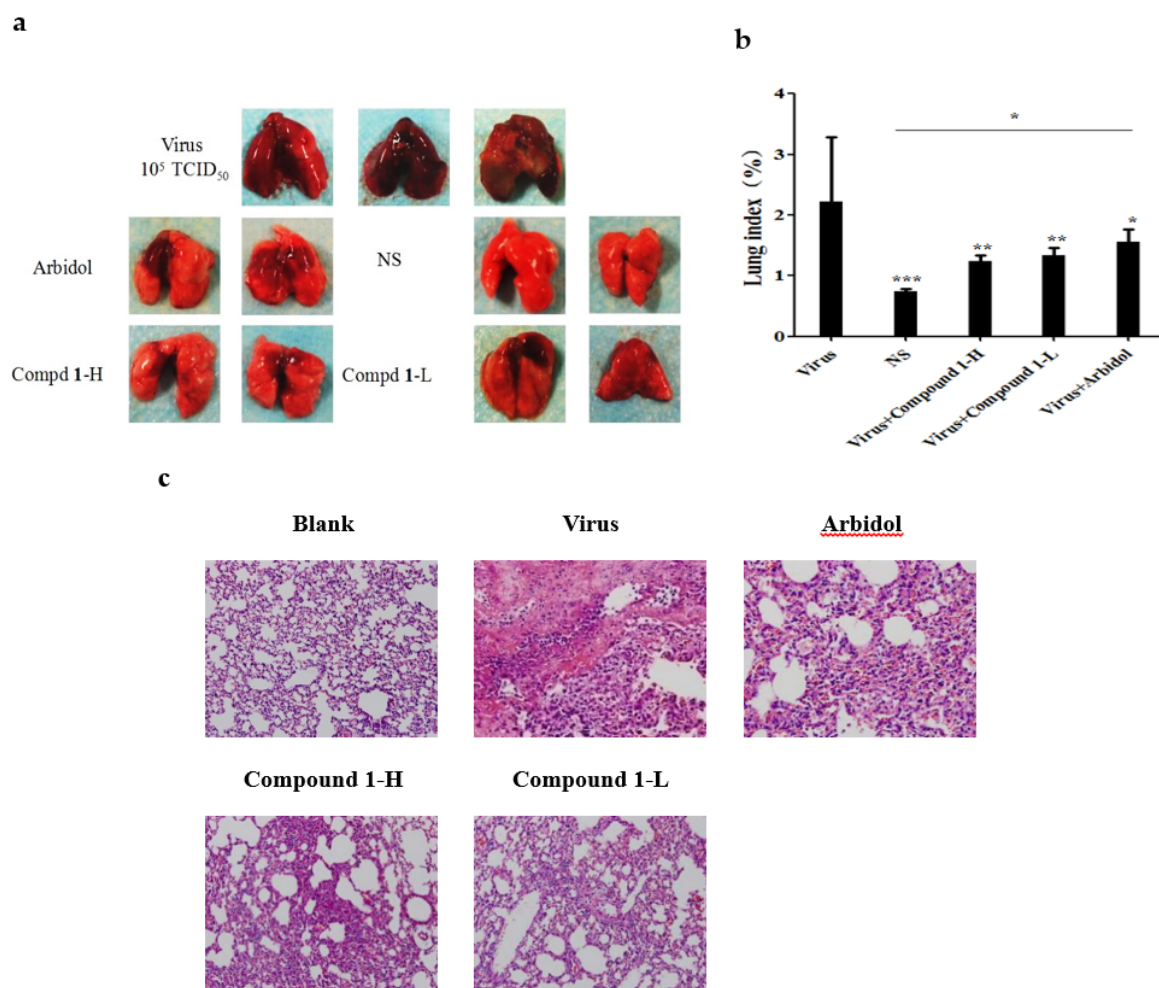 a
Virus
10⁵ TCID₅₀
Arbidol
NS
Compd 1-H
Compd 1-L
b
Lung index (%)
4
3
2
1
0
*
***
**
**
*
Virus
NS
Virus+Compound 1-H
Virus+Compound 1-L
Virus+Arbidol
c
Blank
Virus
Arbidol
Compound 1-H
Compound 1-L